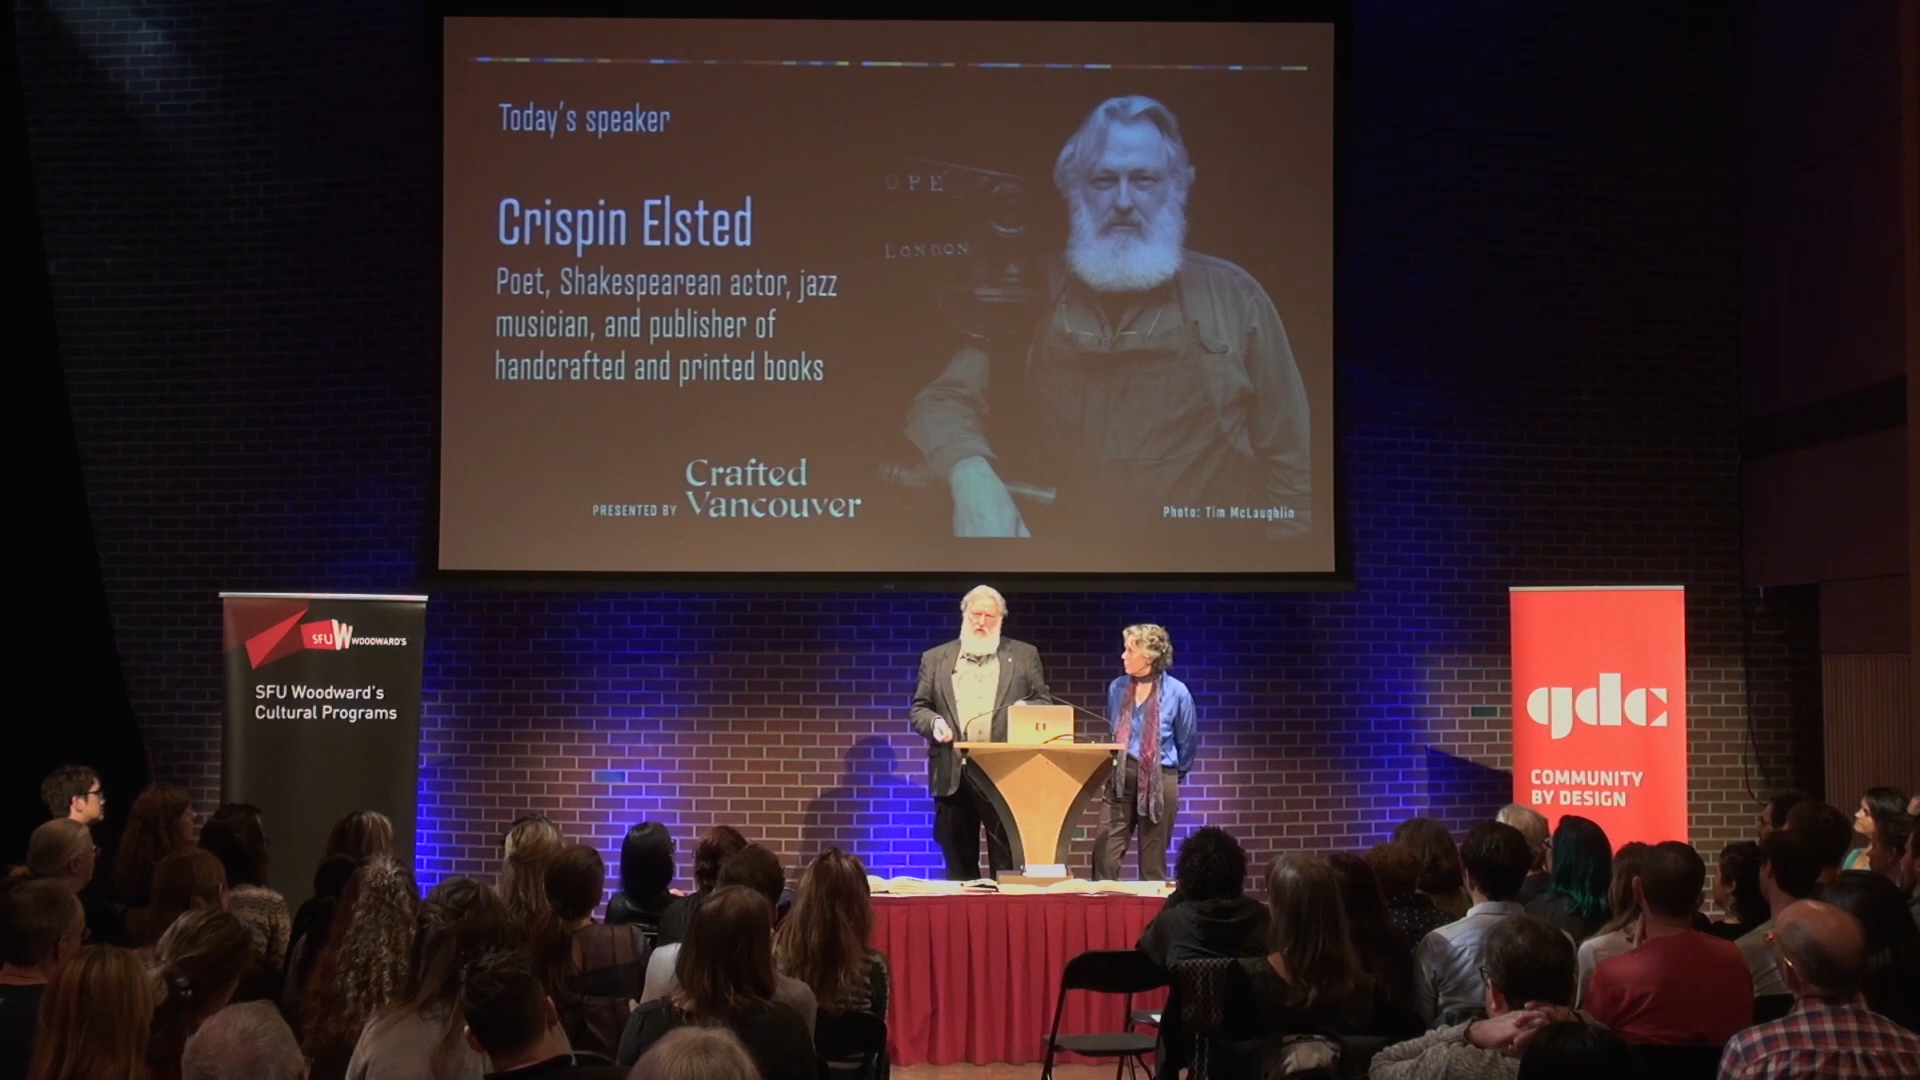 Today's speaker
Crispin Elsted
Poet, Shakespearean actor, jazz
musician, and publisher of
handcrafted and printed books
OPE
LONDON
PRESENTED BY Crafted
Vancouver
Photo: Tim McLaughlin
SFU W WOODWARD'S
SFU Woodward's
Cultural Programs
gdc
COMMUNITY
BY DESIGN